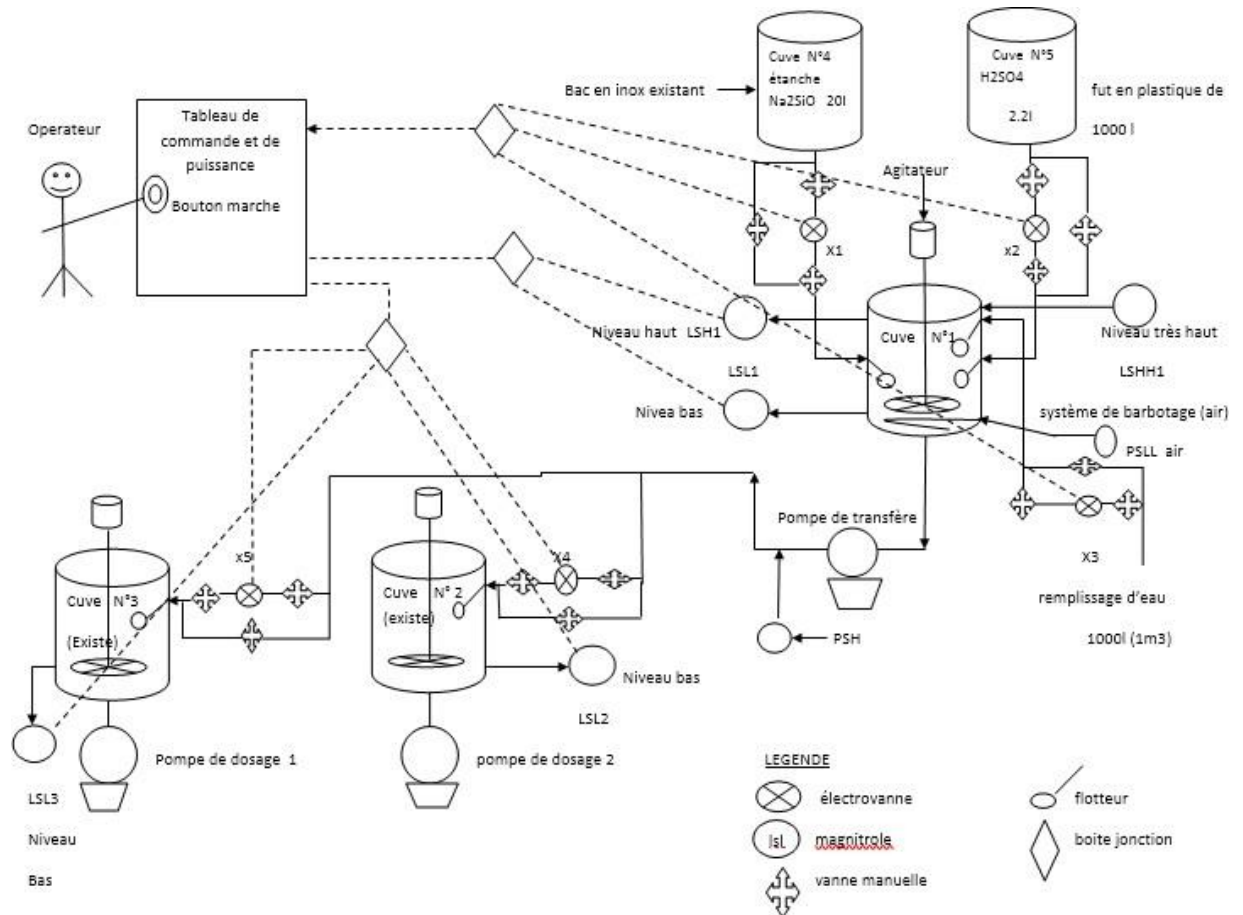 Cuve N°4
étanche
Na2SiO 20l
Cuve N°5
H2SO4
2.2l
Bac en inox existant
fut en plastique de
1000 l
Operateur
Tableau de
commande et de
puissance
Bouton marche
Agitateur
X1
x2
Niveau haut LSH1
Cuve N°1
Niveau très haut
LSL1
LSHH1
Nivea bas
système de barbotage (air)
PSLL air
Pompe de transfère
x5
X4
X3
Cuve N°3
(Existe)
Cuve N° 2
(existe)
remplissage d'eau
1000l (1m3)
PSH
Niveau bas
LSL2
Pompe de dosage 1
pompe de dosage 2
LSL3
Niveau
Bas
LEGENDE
électrovanne
flotteur
lsL
magnitrole
boite jonction
vanne manuelle